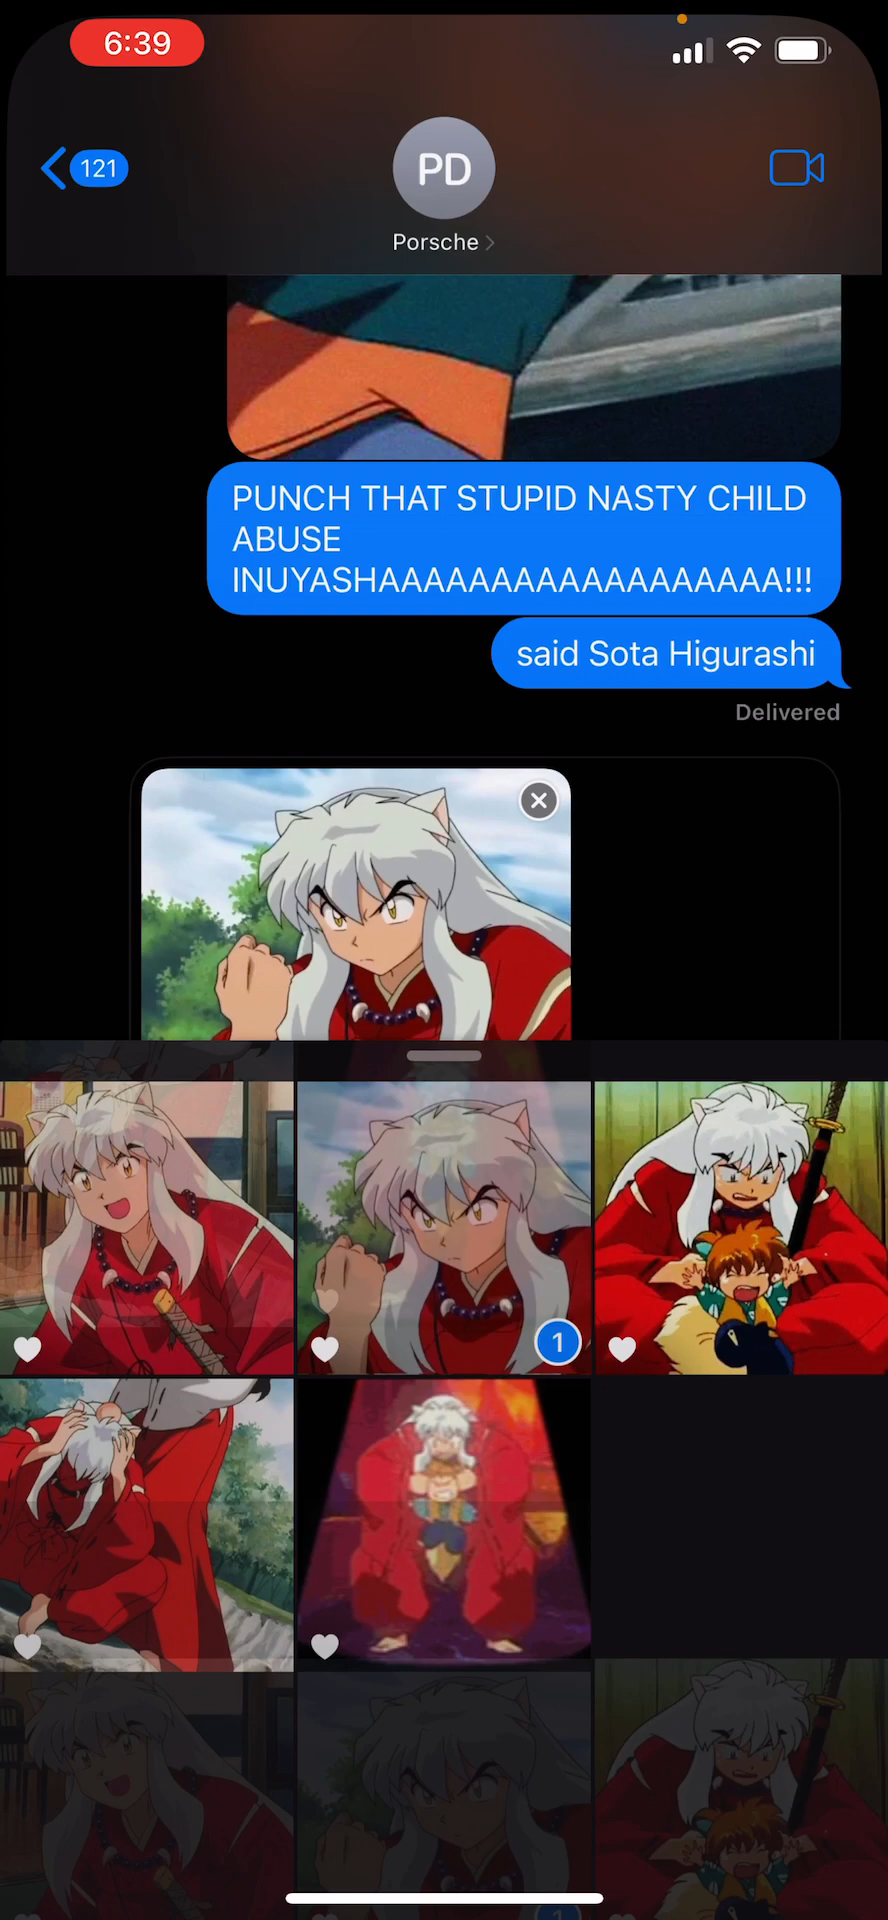 6:39
121
PD
Porsche
PUNCH THAT STUPID NASTY CHILD
ABUSE
INUYASHAAAAAAAAAAAAAAAAAA!!!
said Sota Higurashi
Delivered
1